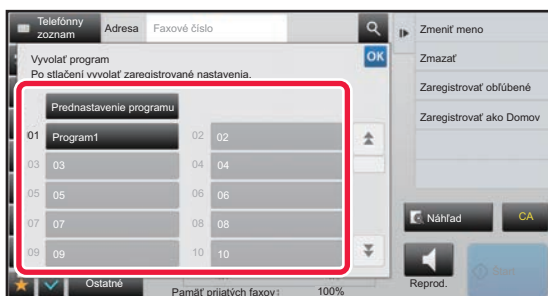 Telefónny zoznam
Adresa
Faxové číslo
Zmeniť meno
Vyvolať program
OK
Zmazať
Po stlačení vyvolať zaregistrované nastavenia.
Zaregistrovať obľúbené
Prednastavenie programu
Zaregistrovať ako Domov
01 Program1
02 02
03 03
04 04
05 05
06 06
07 07
08 08
Náhľad
CA
09 09
10 10
Ostatné
Pamäť prijatých faxov:
100%
Reprod.
Štart